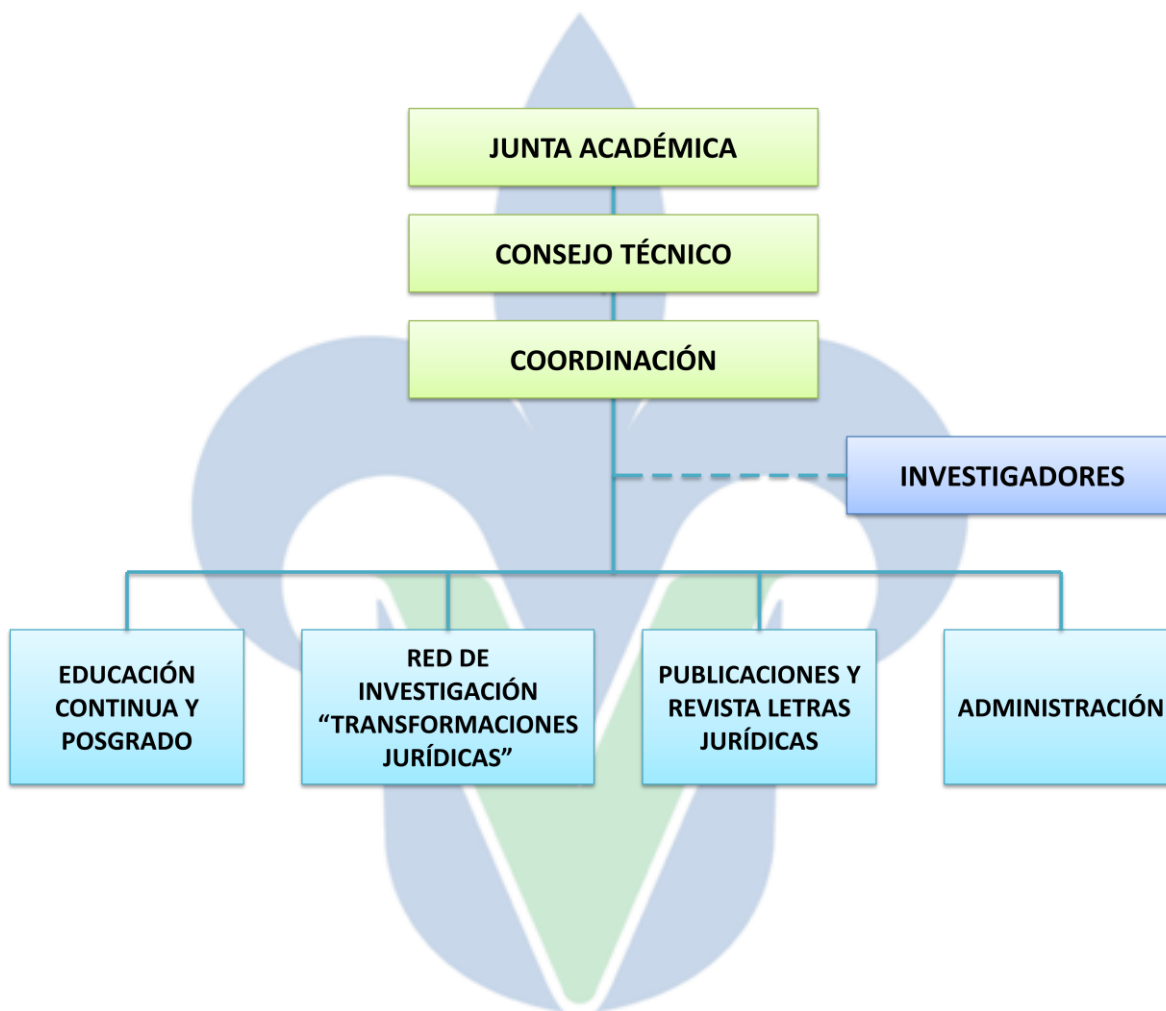 JUNTA ACADÉMICA
CONSEJO TÉCNICO
COORDINACIÓN
INVESTIGADORES
EDUCACIÓN
CONTINUA Y
POSGRADO
RED DE
INVESTIGACIÓN
“TRANSFORMACIONES
JURÍDICAS”
PUBLICACIONES Y
REVISTA LETRAS
JURÍDICAS
ADMINISTRACIÓN